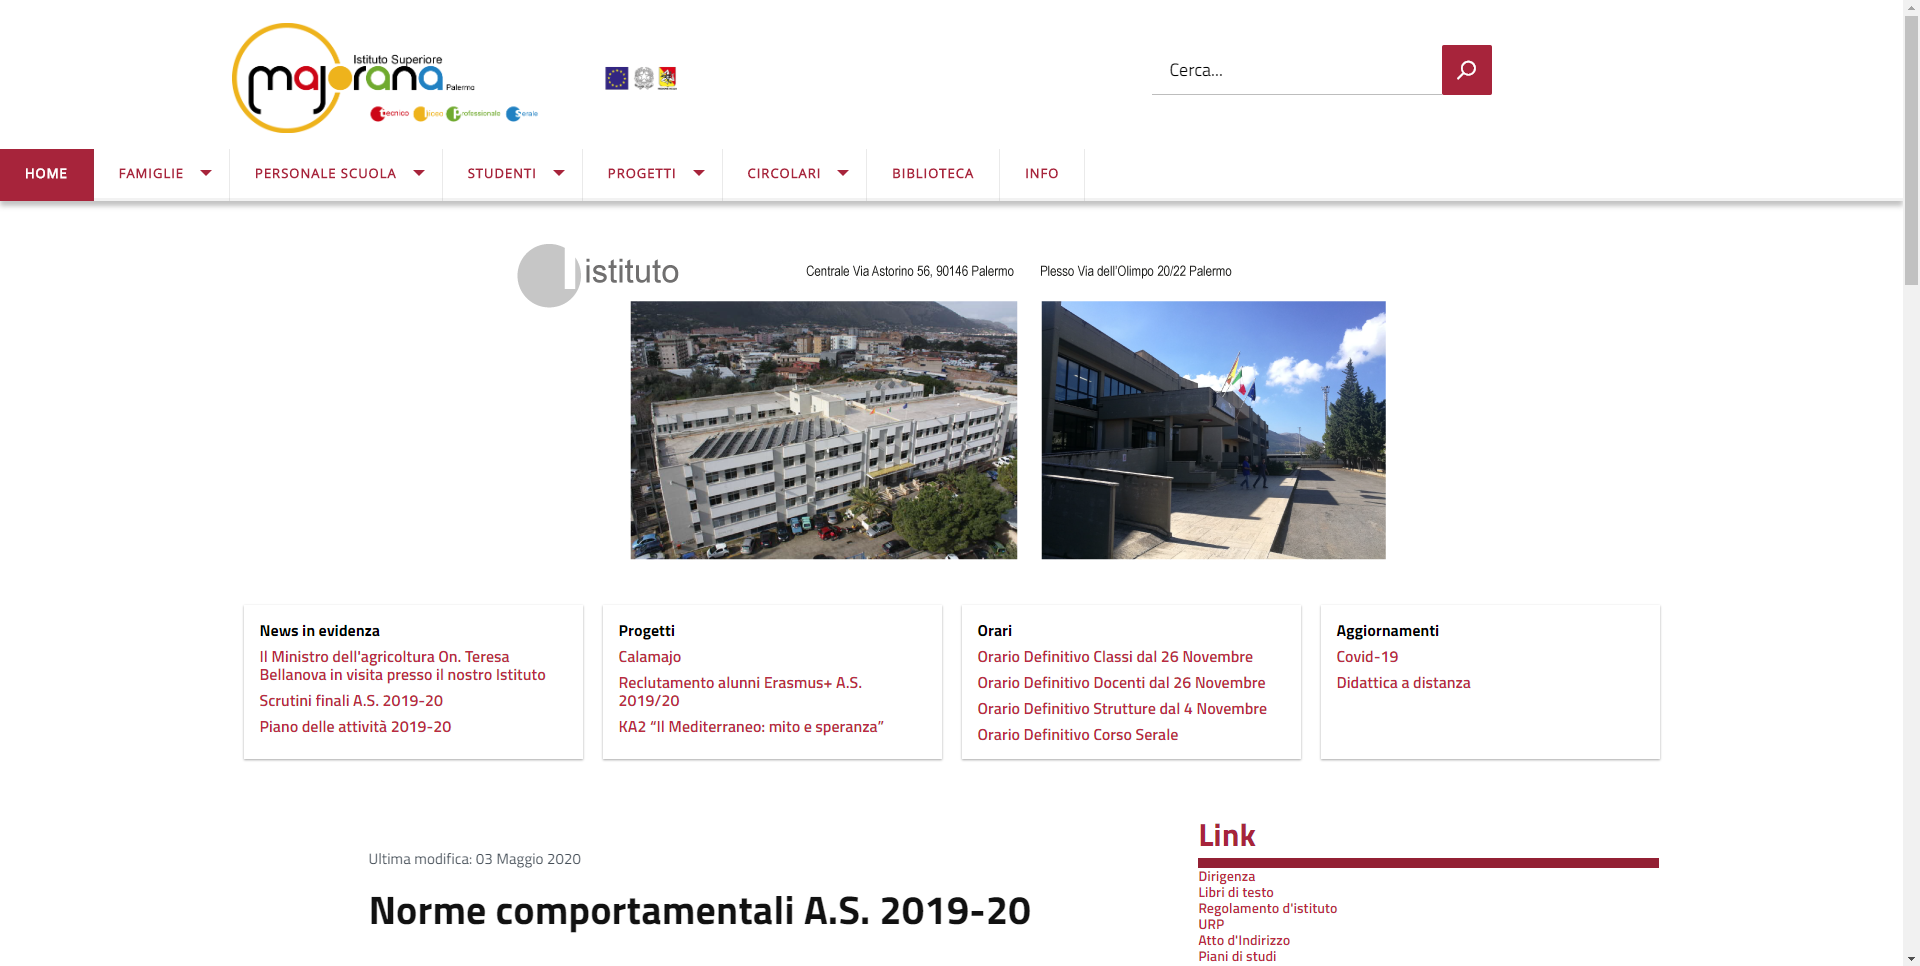 Istituto Superiore
majorana
Palermo
Tecnico Liceo Professionale Serale
Cerca...
HOME
FAMIGLIE
PERSONALE SCUOLA
STUDENTI
PROGETTI
CIRCOLARI
BIBLIOTECA
INFO
istituto
Centrale Via Astorino 56, 90146 Palermo
Plesso Via dell'Olimpo 20/22 Palermo
News in evidenza
Il Ministro dell'agricoltura On. Teresa
Bellanova in visita presso il nostro Istituto
Scrutini finali A.S. 2019-20
Piano delle attività 2019-20
Progetti
Calamajo
Reclutamento alunni Erasmus+ A.S.
2019/20
KA2 “Il Mediterraneo: mito e speranza”
Orari
Orario Definitivo Classi dal 26 Novembre
Orario Definitivo Docenti dal 26 Novembre
Orario Definitivo Strutture dal 4 Novembre
Orario Definitivo Corso Serale
Aggiornamenti
Covid-19
Didattica a distanza
Ultima modifica: 03 Maggio 2020
Norme comportamentali A.S. 2019-20
Link
Dirigenza
Libri di testo
Regolamento d'istituto
URP
Atto d'Indirizzo
Piani di studi